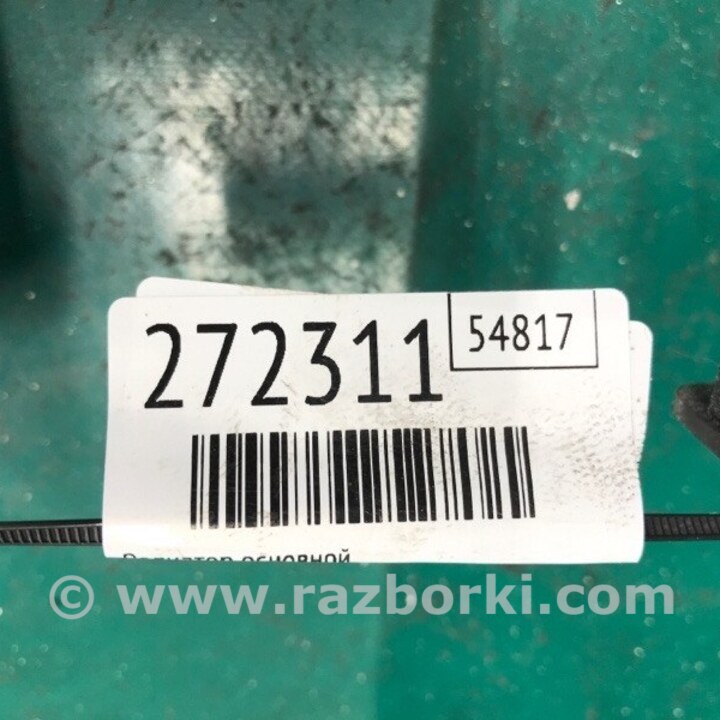 272311
54817
Радиатор основной
© www.razborki.com